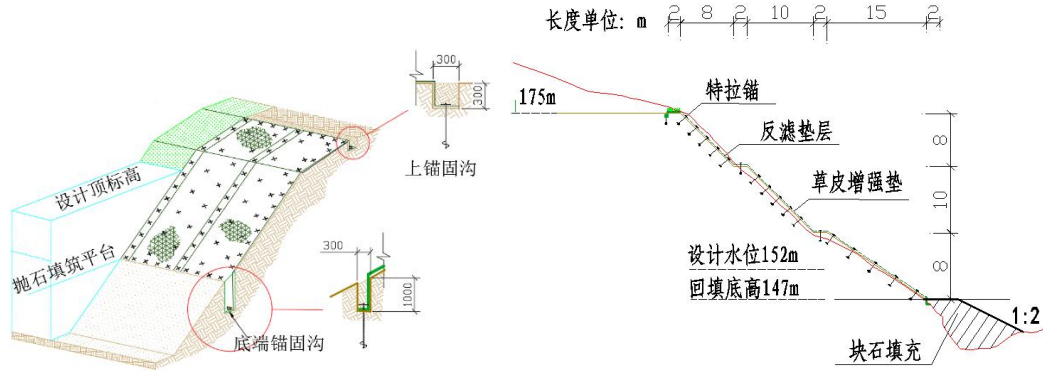 300
300
上锚固沟
设计顶标高
抛石填筑平台
300
1000
底端锚固沟
长度单位: m
2 8 2 10 2 15 2
175m
特拉锚
反滤垫层
草皮增强垫
8
10
8
设计水位152m
回填底高147m
1:2
块石填充